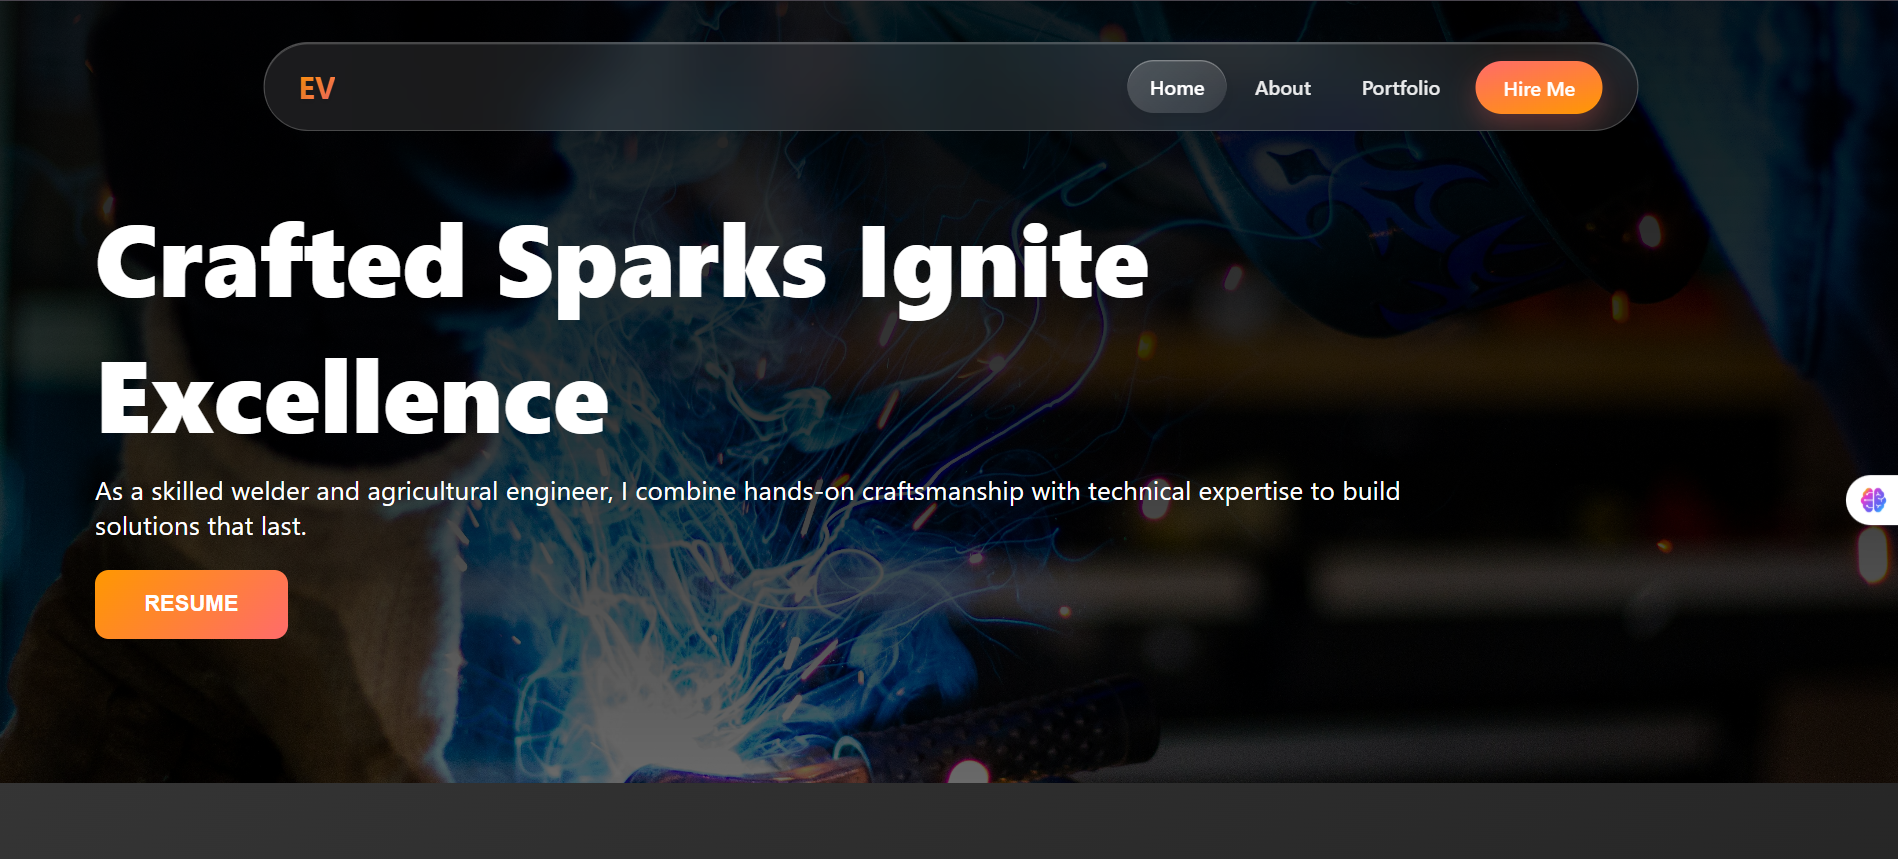 EV
Home
About
Portfolio
Hire Me
Crafted Sparks Ignite
Excellence
As a skilled welder and agricultural engineer, I combine hands-on craftsmanship with technical expertise to build
solutions that last.
RESUME